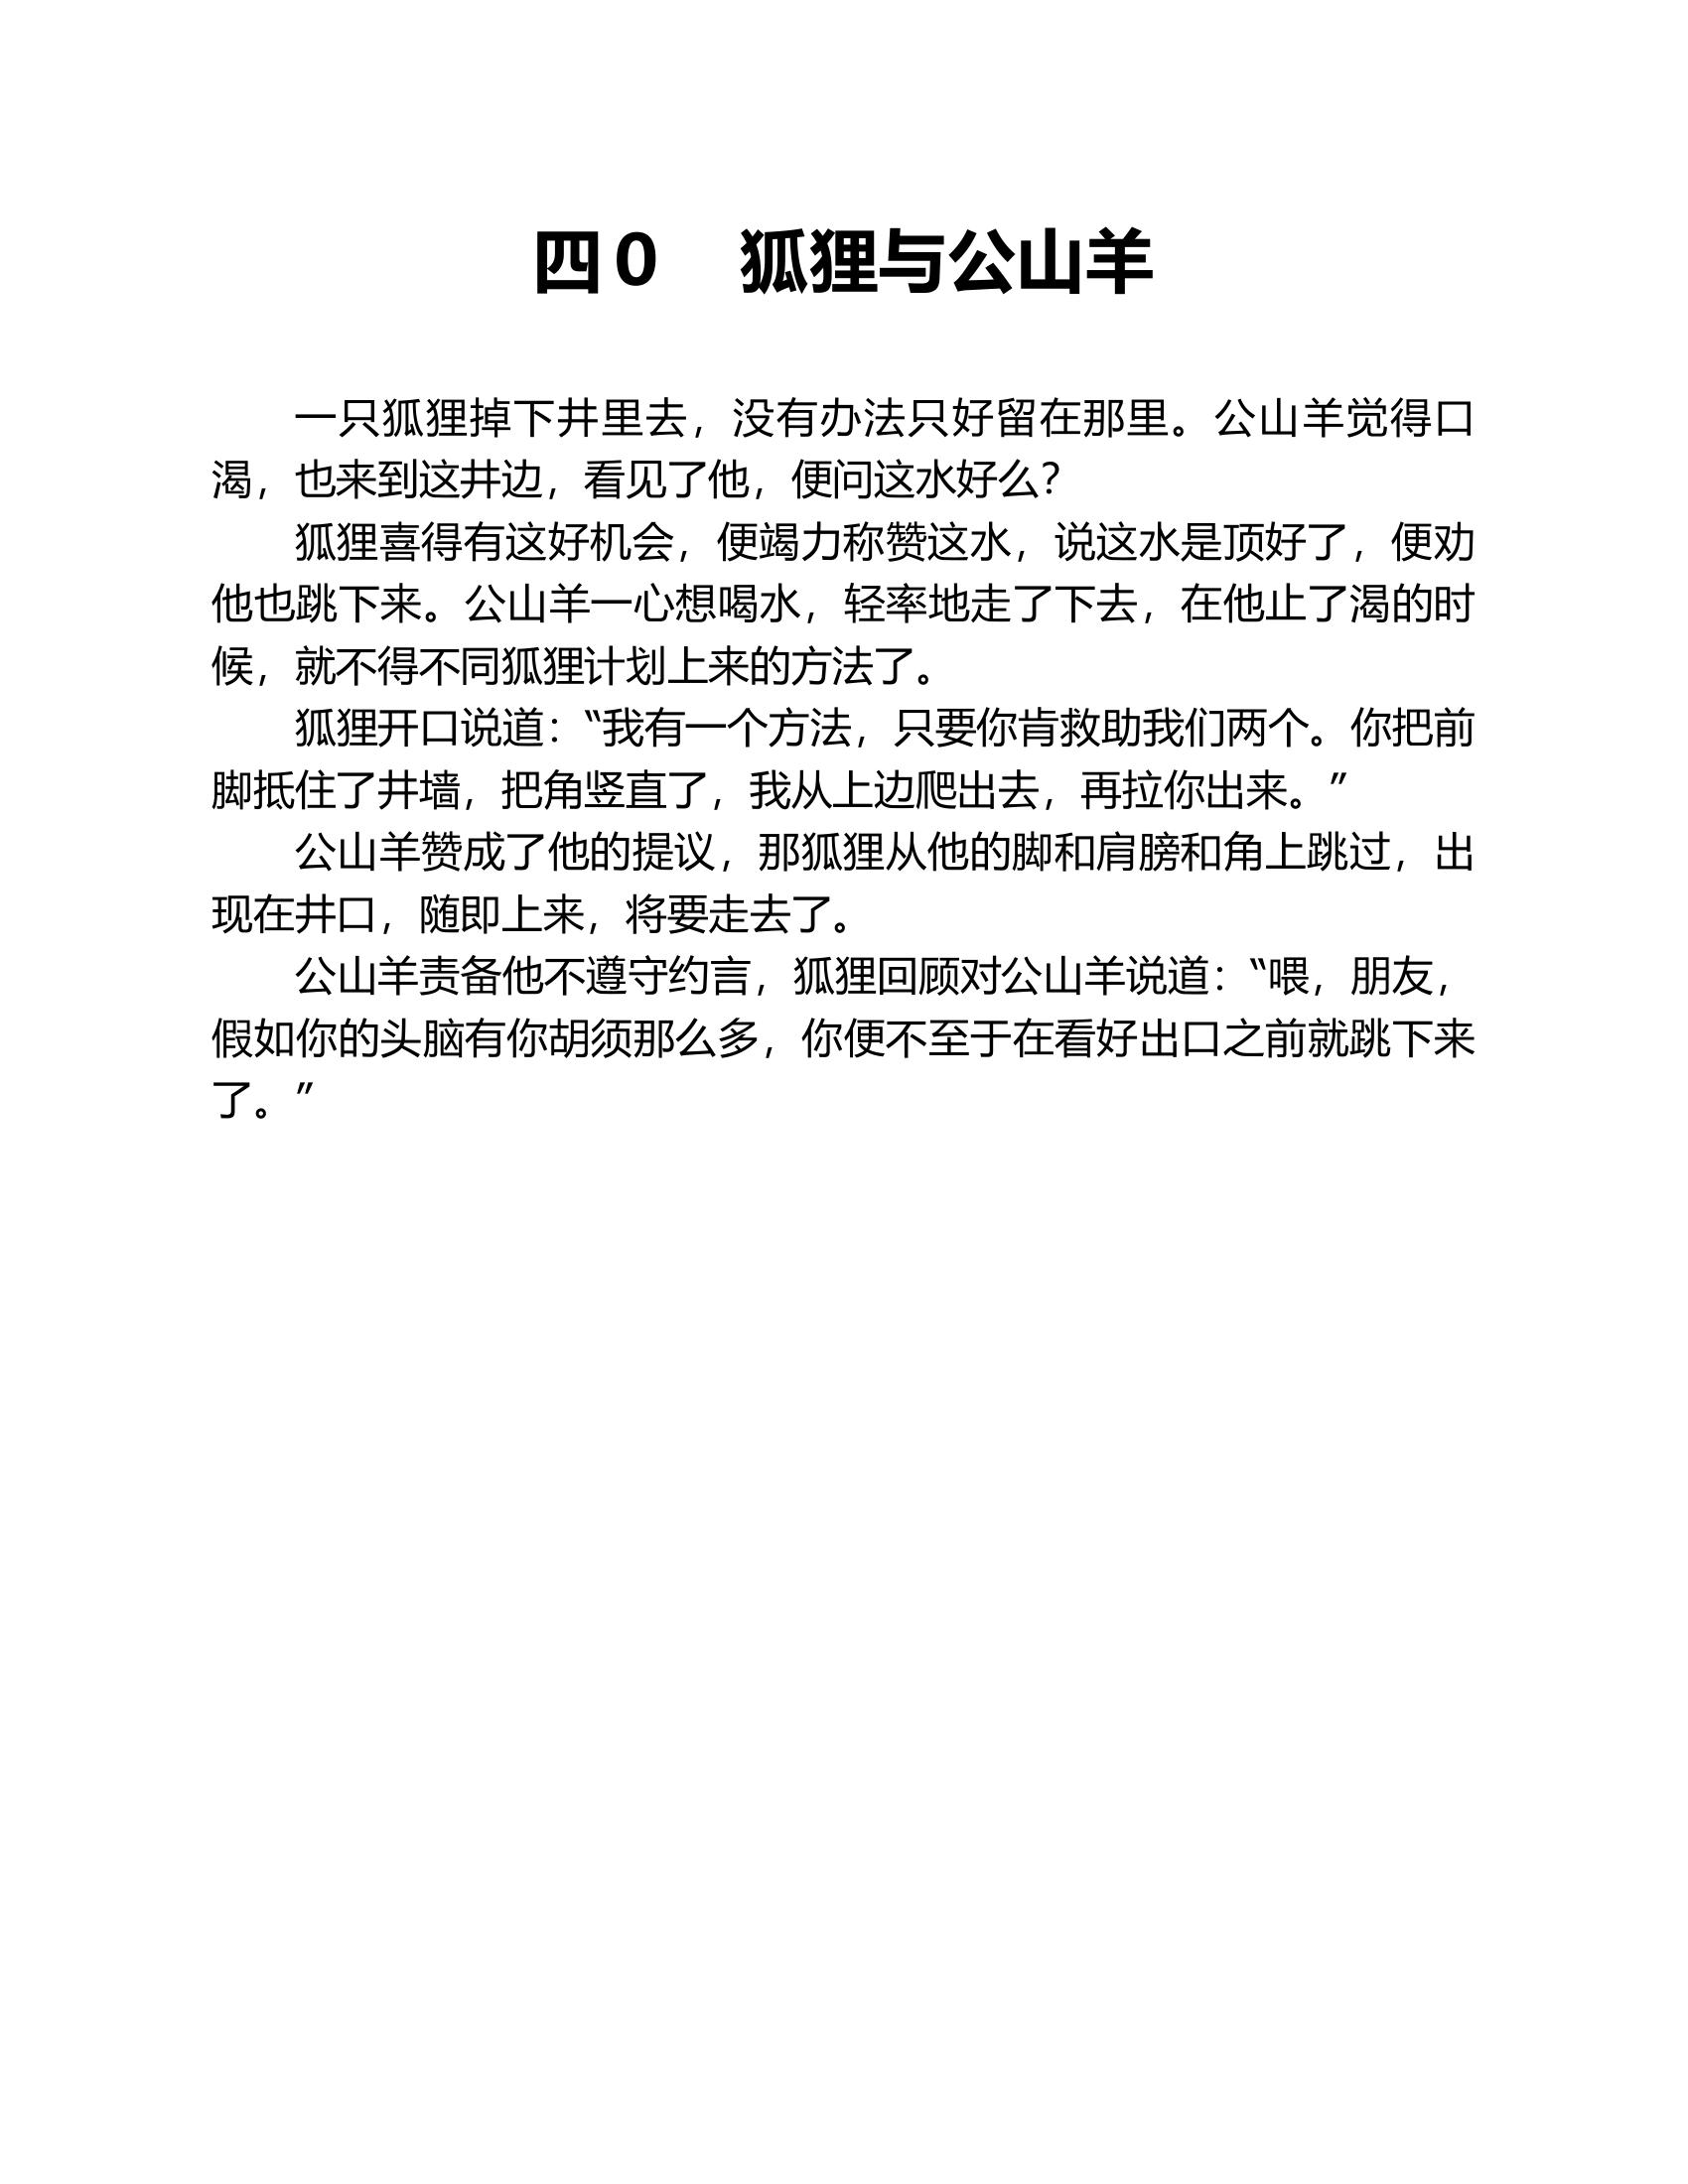 四0　狐狸与公山羊
一只狐狸掉下井里去，没有办法只好留在那里。公山羊觉得口
渴，也来到这井边，看见了他，便问这水好么？
狐狸喜得有这好机会，便竭力称赞这水，说这水是顶好了，便劝
他也跳下来。公山羊一心想喝水，轻率地走了下去，在他止了渴的时
候，就不得不同狐狸计划上来的方法了。
狐狸开口说道：“我有一个方法，只要你肯救助我们两个。你把前
脚抵住了井墙，把角竖直了，我从上边爬出去，再拉你出来。”
公山羊赞成了他的提议，那狐狸从他的脚和肩膀和角上跳过，出
现在井口，随即上来，将要走去了。
公山羊责备他不遵守约言，狐狸回顾对公山羊说道：“喂，朋友，
假如你的头脑有你胡须那么多，你便不至于在看好出口之前就跳下来
了。”